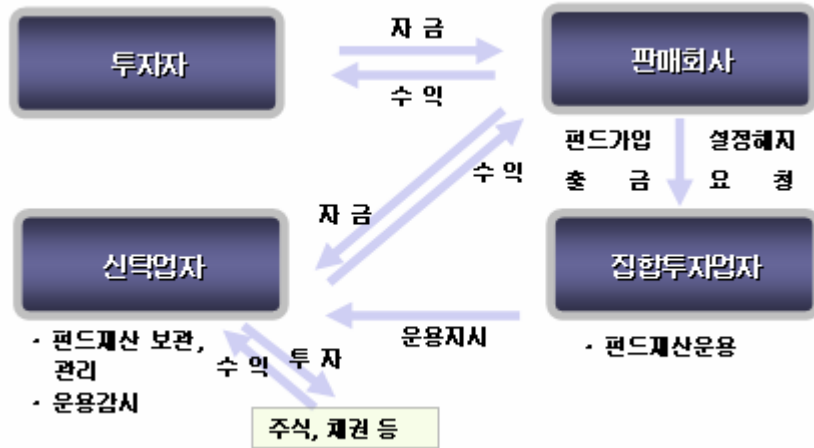 투자자
자 금
수 익
판매회사
펀드가입 설정해지
출 금 요 청
수 익
자 금
신탁업자
집합투자업자
· 펀드재산 보관,
관리
· 운용감시
운용지시
· 펀드재산운용
수 익 투 자
주식, 채권 등